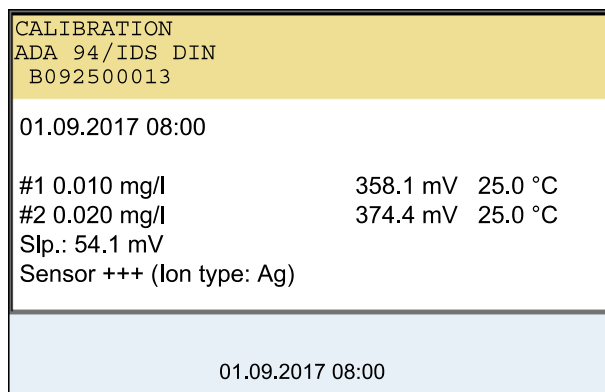 CALIBRATION
ADA 94/IDS DIN
B092500013
01.09.2017 08:00
#1 0.010 mg/l 358.1 mV 25.0 °C
#2 0.020 mg/l 374.4 mV 25.0 °C
Slp.: 54.1 mV
Sensor +++ (Ion type: Ag)
01.09.2017 08:00